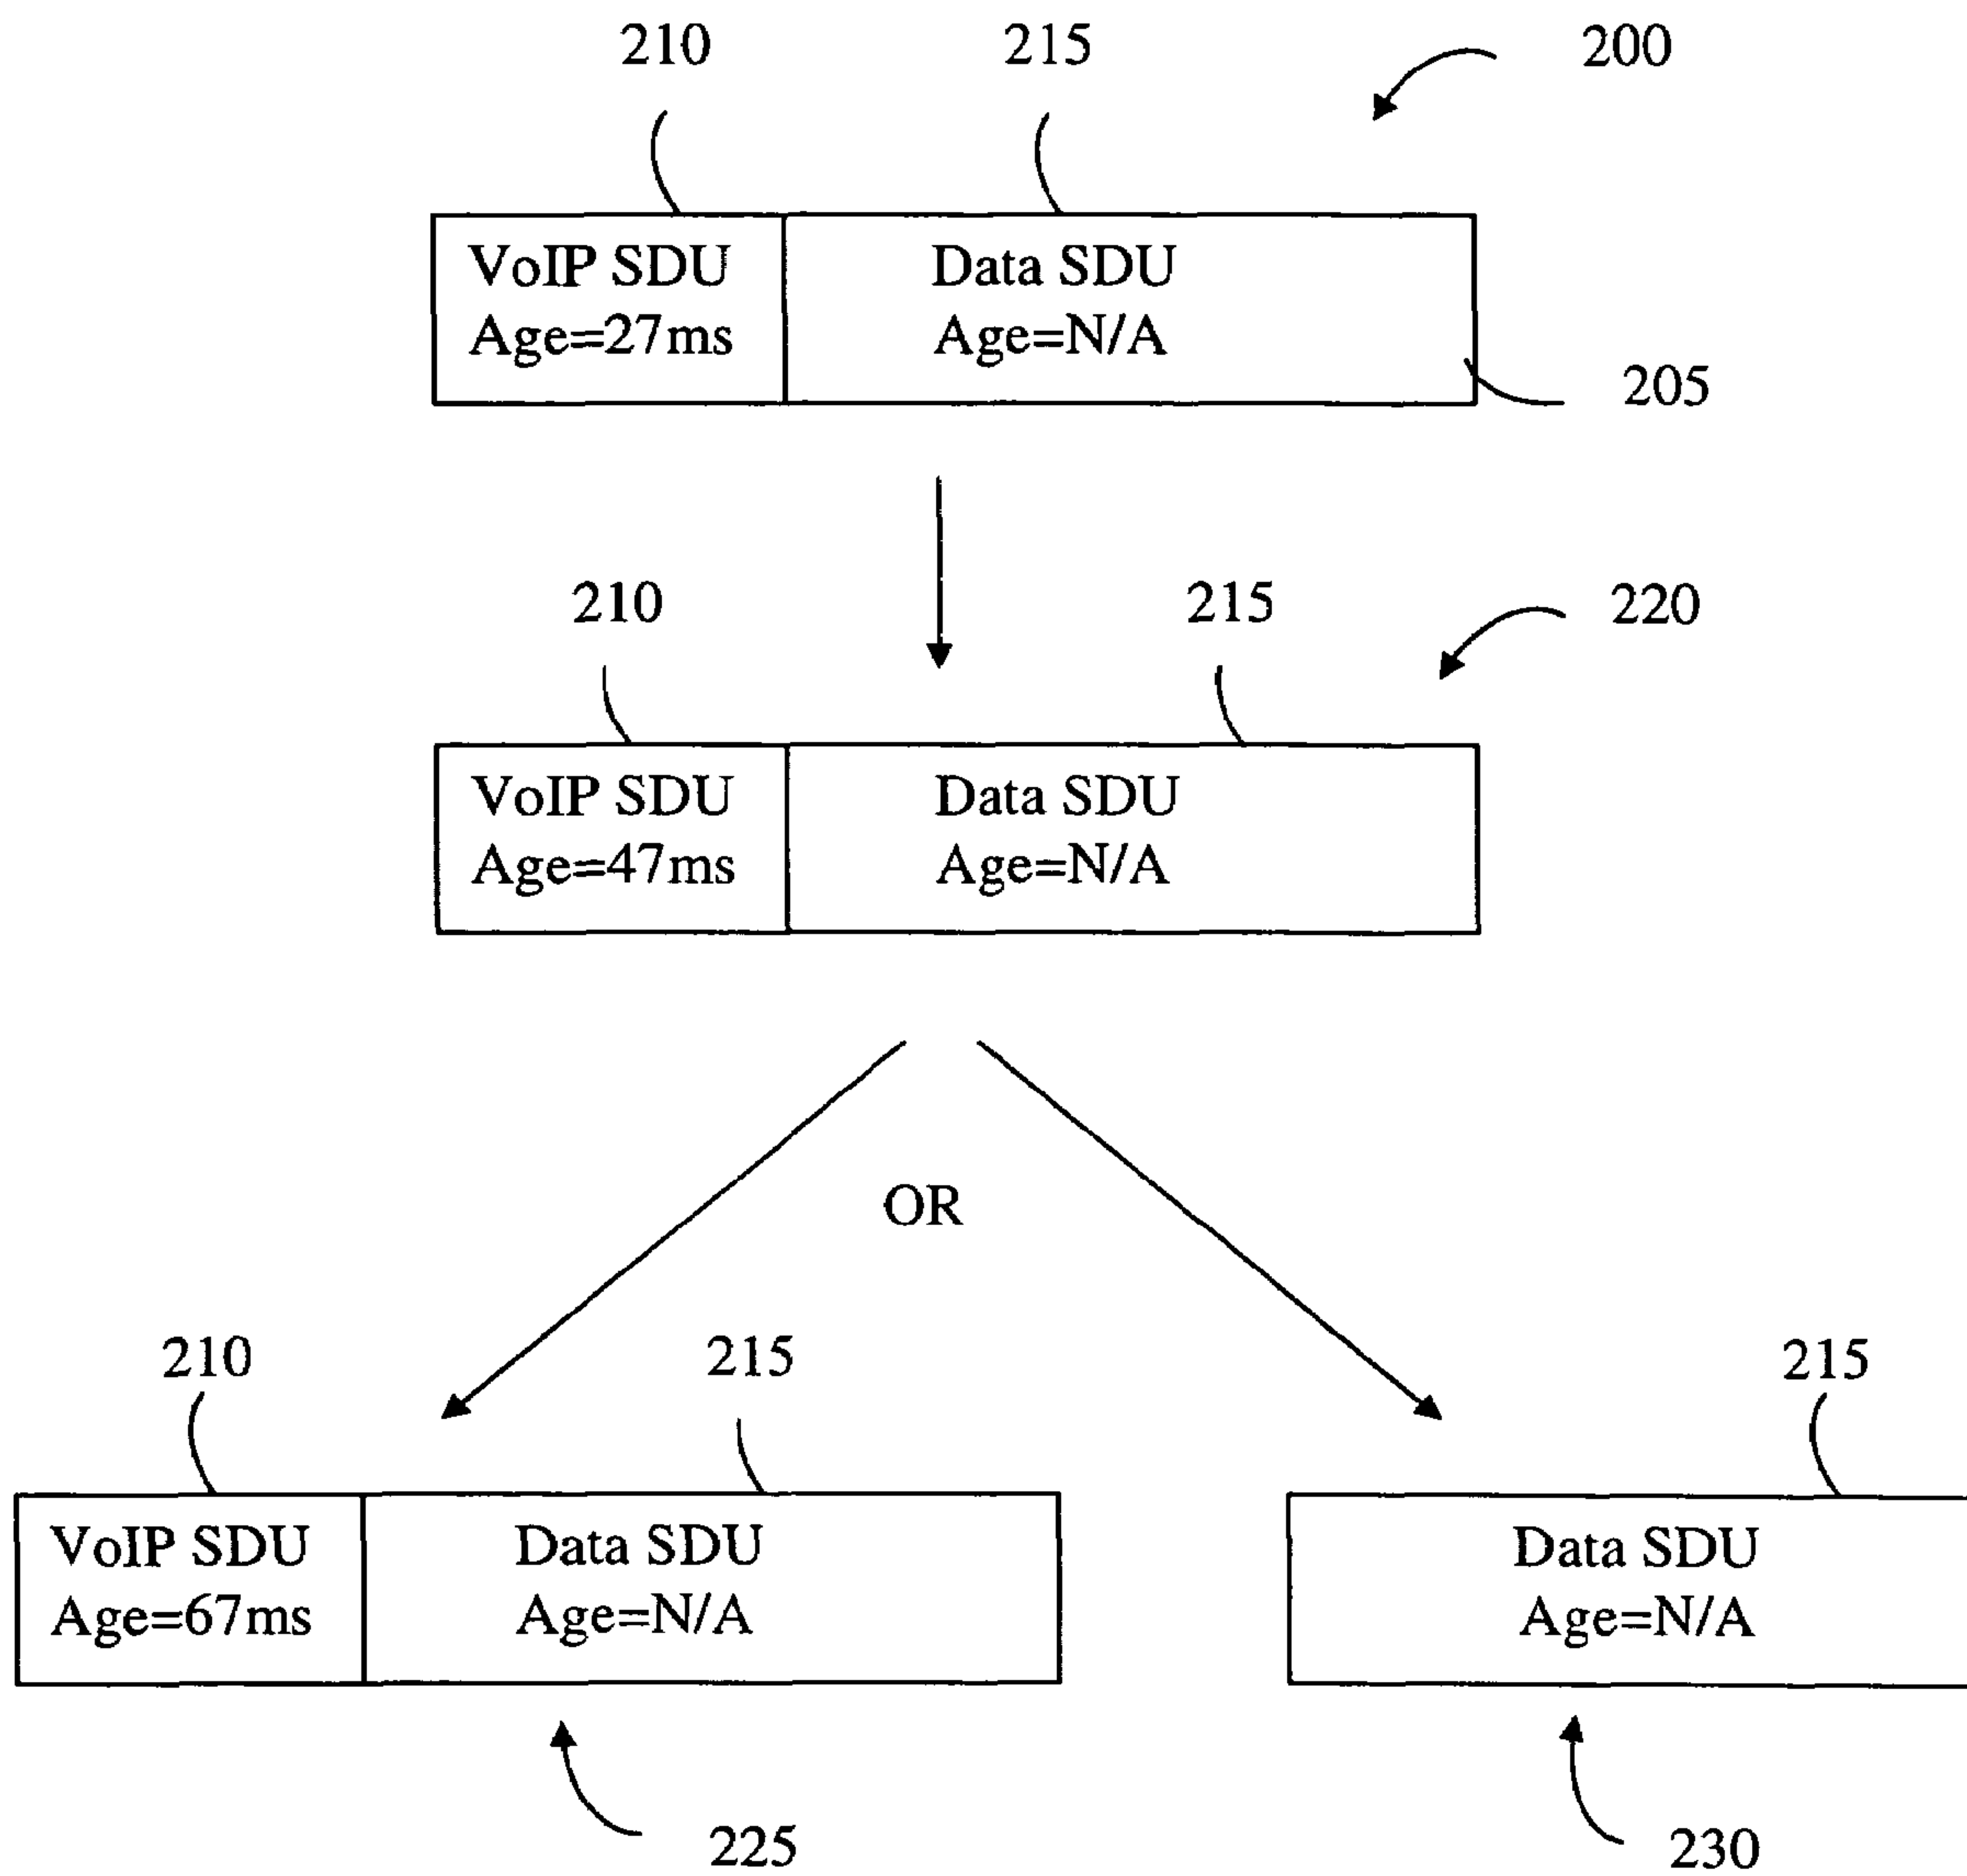 210 215 200
VoIP SDU Data SDU
Age=27ms Age=N/A
205
210 215 220
VoIP SDU Data SDU
Age=47ms Age=N/A
OR
210 215 215
VoIP SDU Data SDU Data SDU
Age=67ms Age=N/A Age=N/A
225 230